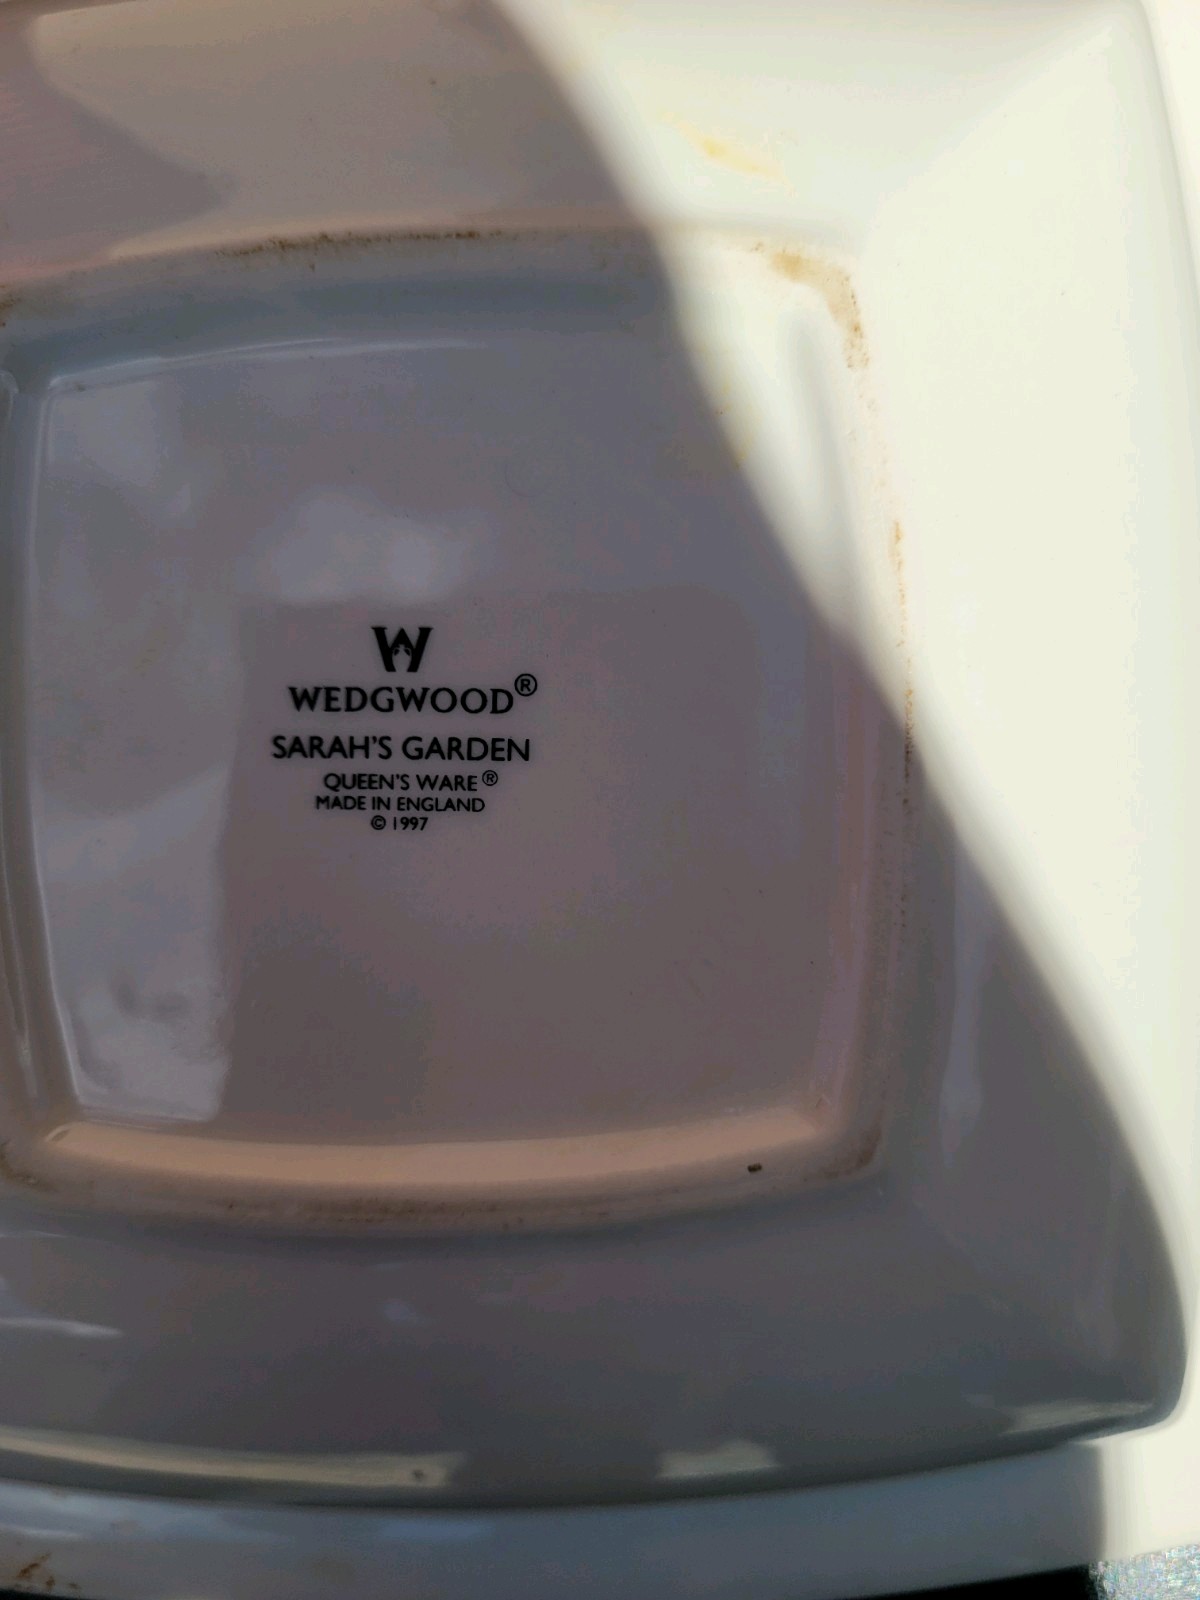 W
WEDGWOOD®
SARAH'S GARDEN
QUEEN'S WARE®
MADE IN ENGLAND
© 1997